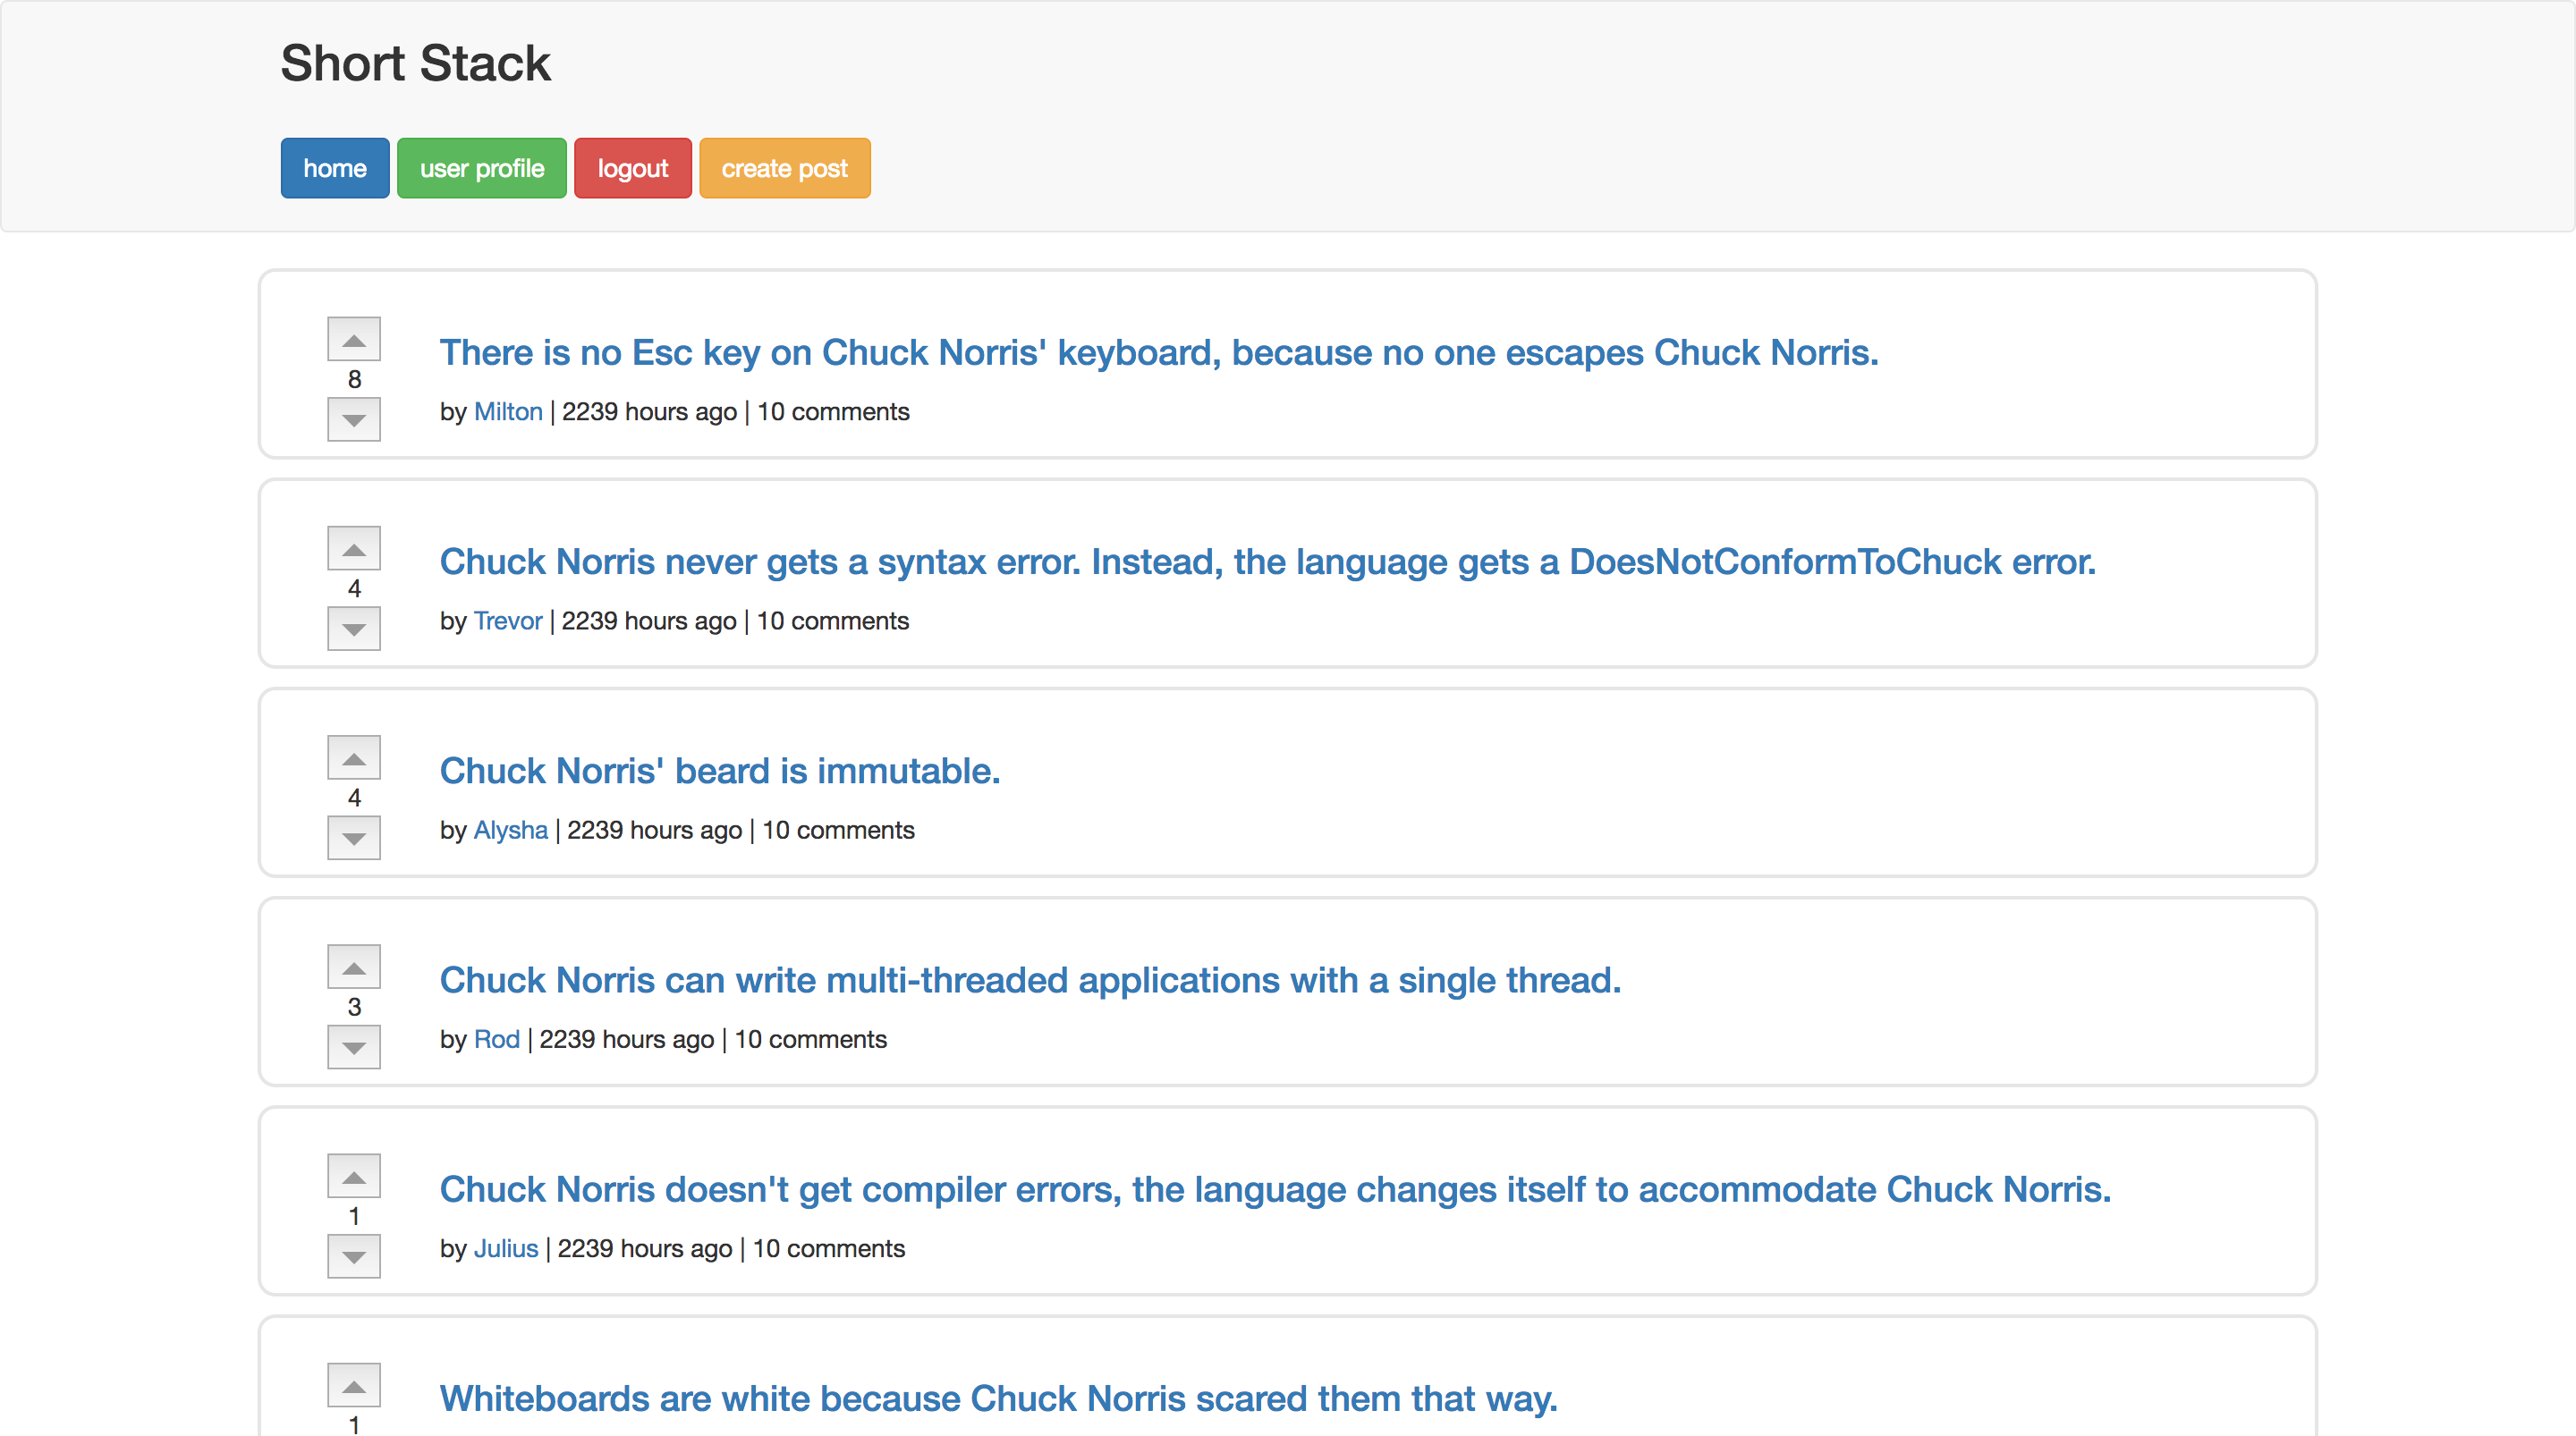 Short Stack
home user profile logout create post
There is no Esc key on Chuck Norris' keyboard, because no one escapes Chuck Norris.
8
by Milton | 2239 hours ago | 10 comments
Chuck Norris never gets a syntax error. Instead, the language gets a DoesNotConformToChuck error.
4
by Trevor | 2239 hours ago | 10 comments
Chuck Norris' beard is immutable.
4
by Alysha | 2239 hours ago | 10 comments
Chuck Norris can write multi-threaded applications with a single thread.
3
by Rod | 2239 hours ago | 10 comments
Chuck Norris doesn't get compiler errors, the language changes itself to accommodate Chuck Norris.
1
by Julius | 2239 hours ago | 10 comments
Whiteboards are white because Chuck Norris scared them that way.
1